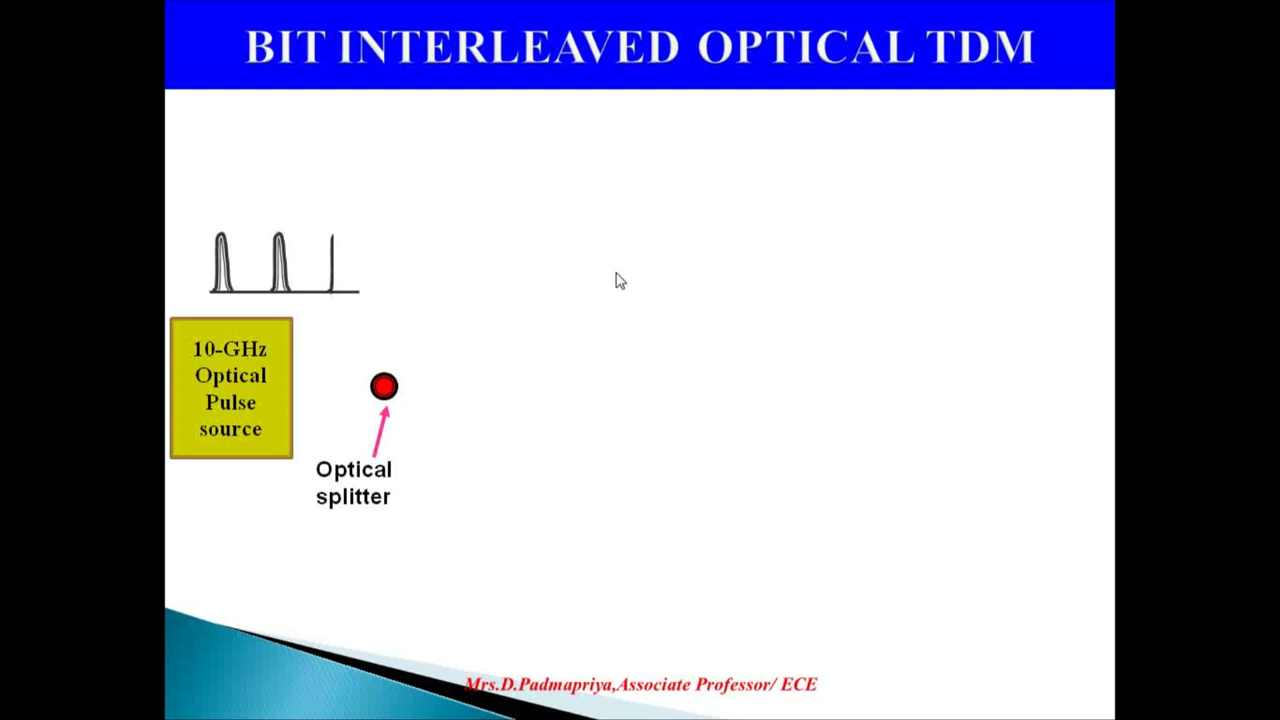 BIT INTERLEAVED OPTICAL TDM
10-GHz
Optical
Pulse
source
Optical
splitter
Mrs.D.Padmapriya,Associate Professor/ ECE